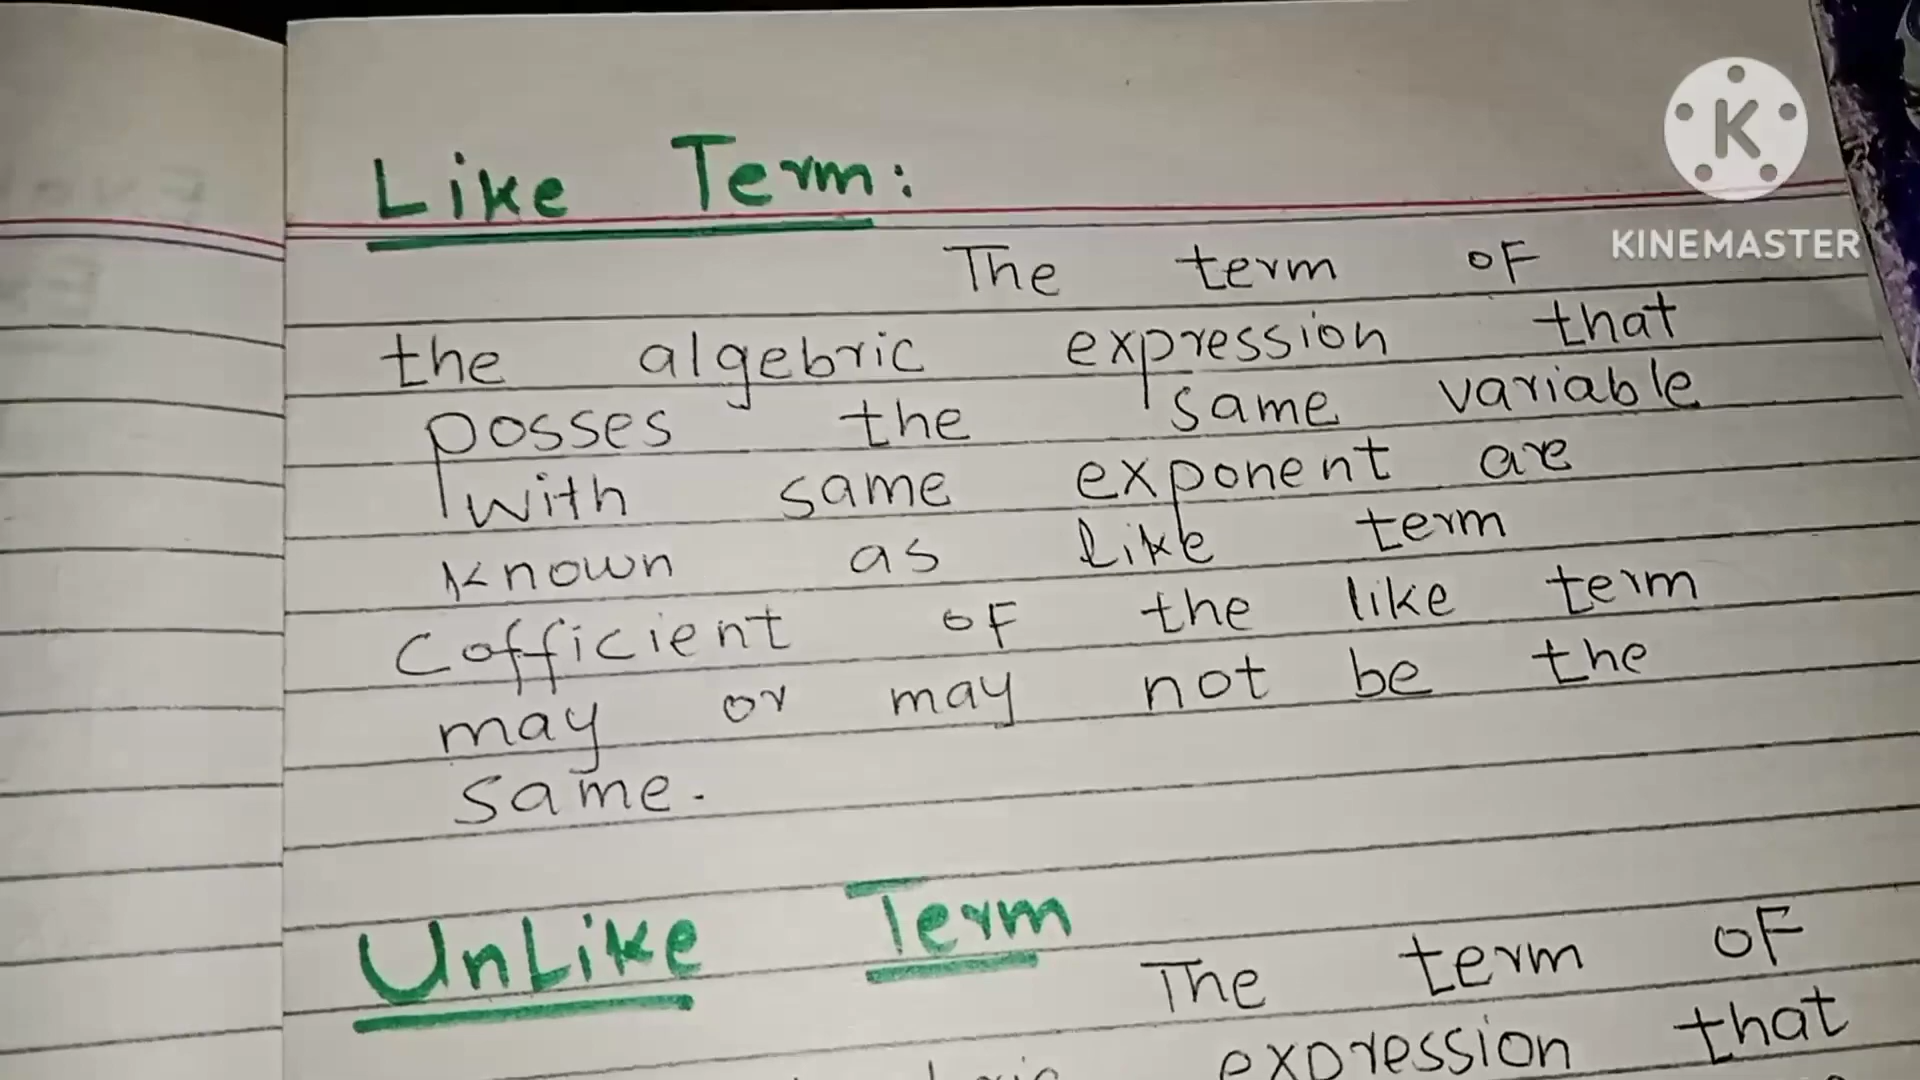 Like Term:
The term of
the algebric expression that
posses the same variable
with same exponent are
known as like term
Cofficient of the like term
may or may not be the
same.
UnLike Term
The term of
expression that
K
KINEMASTER